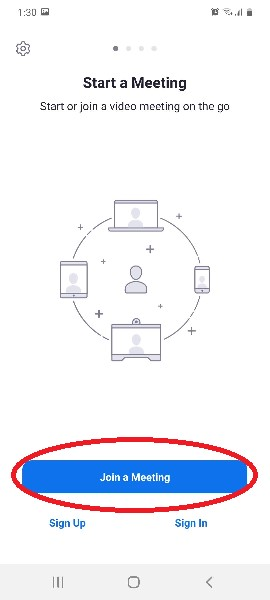 1:30
Start a Meeting
Start or join a video meeting on the go
Join a Meeting
Sign Up
Sign In